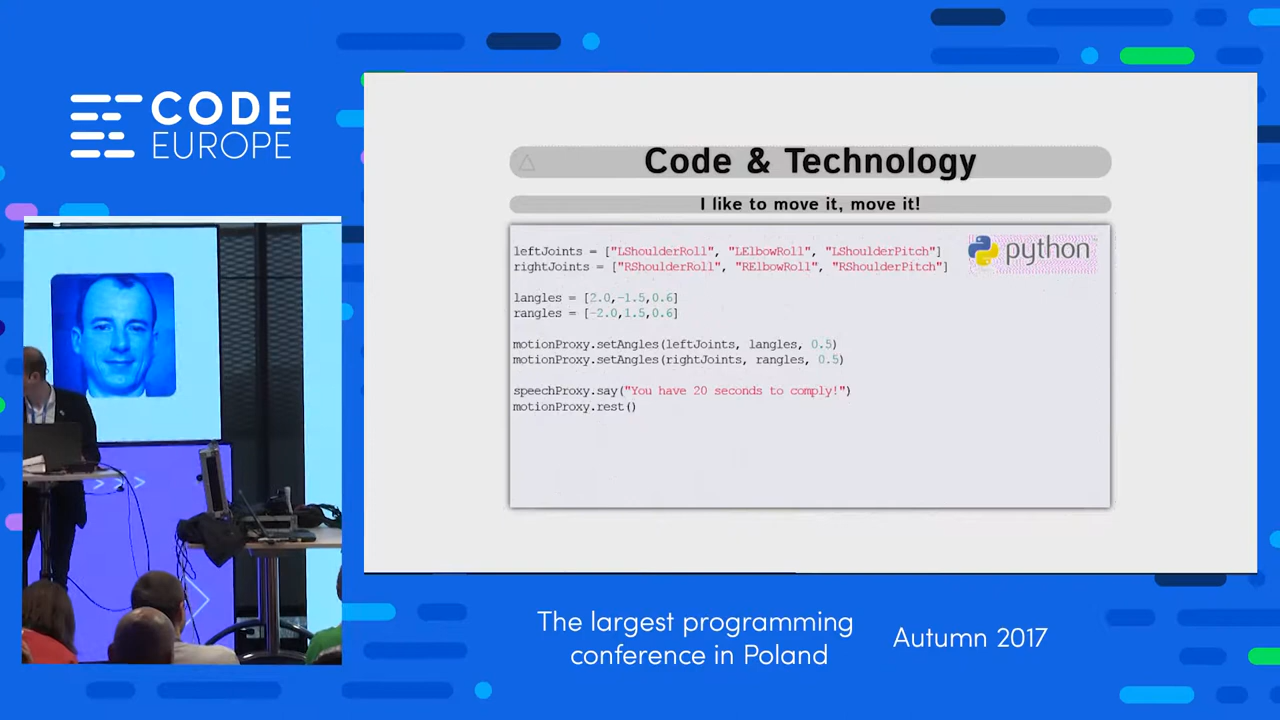 CODE
EUROPE
Code & Technology
I like to move it, move it!
leftJoints = ["LShoulderRoll", "LElbowRoll", "LShoulderPitch"]
rightJoints = ["RShoulderRoll", "RElbowRoll", "RShoulderPitch"]
python
langles = [2.0,-1.5,0.6]
rangles = [-2.0,1.5,0.6]
motionProxy.setAngles(leftJoints, langles, 0.5)
motionProxy.setAngles(rightJoints, rangles, 0.5)
speechProxy.say("You have 20 seconds to comply!")
motionProxy.rest()
The largest programming
conference in Poland
Autumn 2017